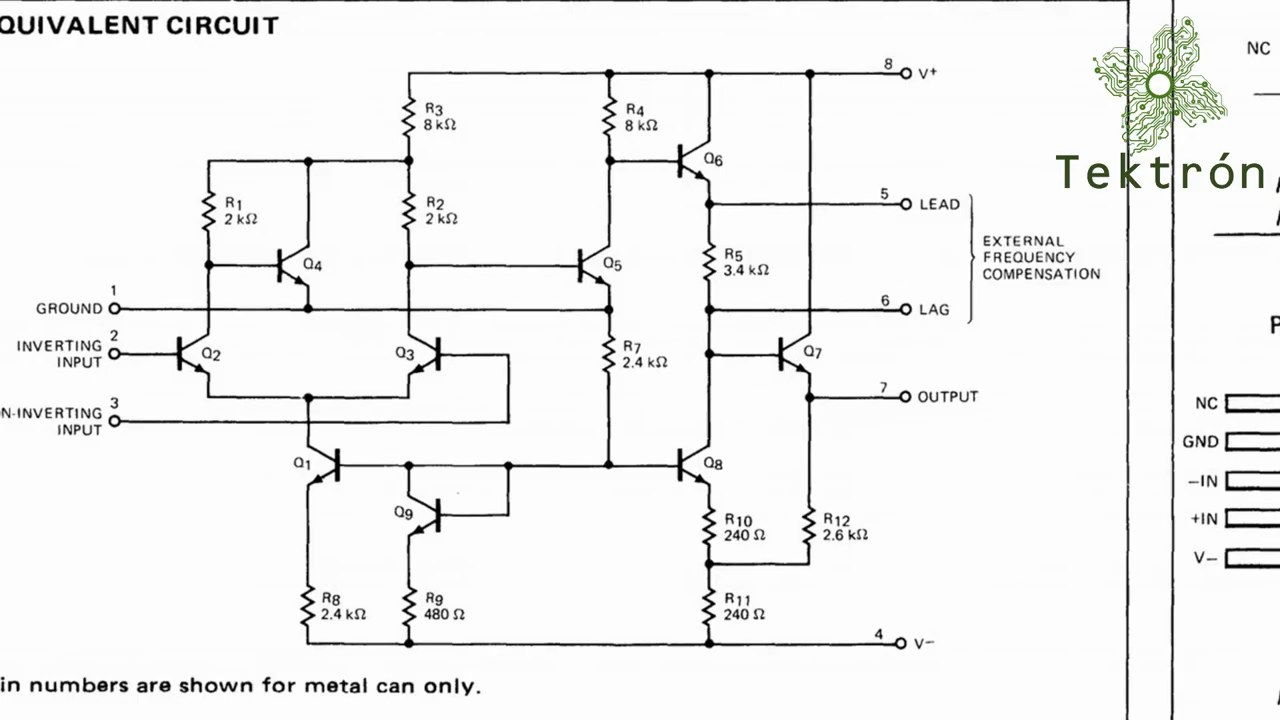 QUIVALENT CIRCUIT
NC
8 V+
R3
8 kΩ
R4
8 kΩ
Q6
Tektrón
5 LEAD
R1
2 kΩ
R2
2 kΩ
EXTERNAL
FREQUENCY
COMPENSATION
Q4
Q5
R5
3.4 kΩ
1
GROUND
6 LAG
2
INVERTING
INPUT
Q2
Q3
R7
2.4 kΩ
Q7
7 OUTPUT
3
N-INVERTING
INPUT
NC
GND
-IN
+IN
V-
Q1
Q8
Q9
R10
240 Ω
R12
2.6 kΩ
R8
2.4 kΩ
R9
480 Ω
R11
240 Ω
4 V-
in numbers are shown for metal can only.